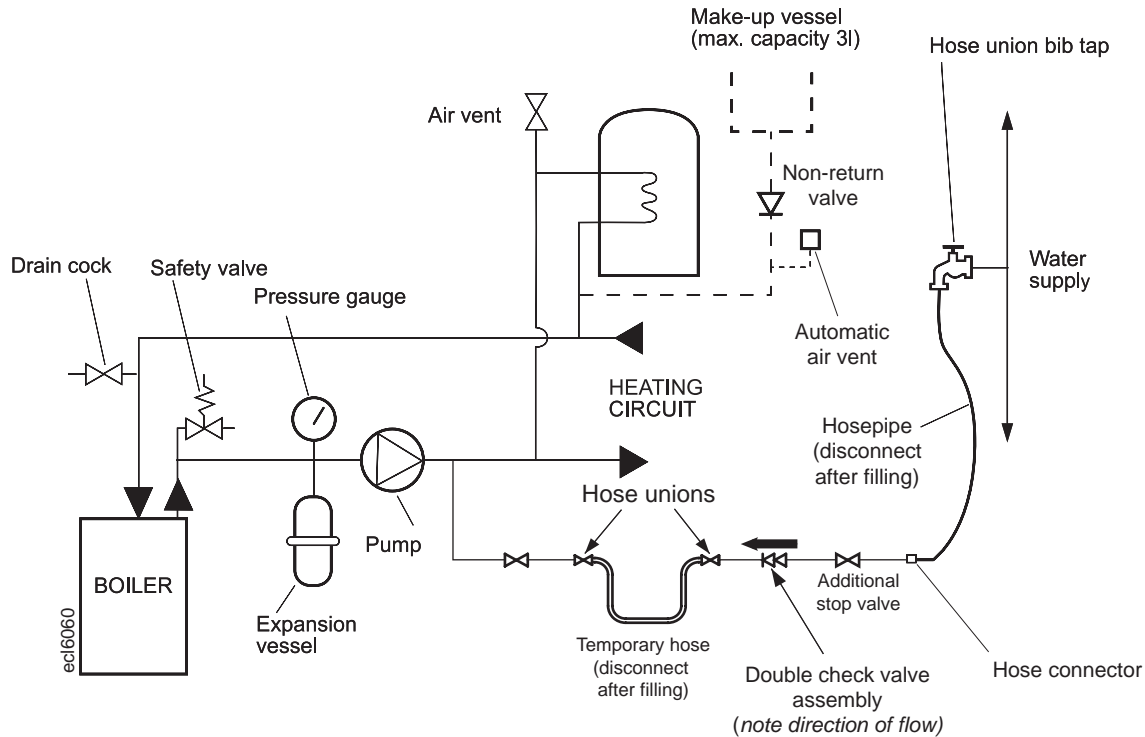 Make-up vessel
(max. capacity 3l)
Hose union bib tap
Air vent
Non-return
valve
Drain cock
Safety valve
Pressure gauge
Water
supply
Automatic
air vent
HEATING
CIRCUIT
Hosepipe
(disconnect
after filling)
Hose unions
Pump
BOILER
Additional
stop valve
Expansion
vessel
ecl6060
Temporary hose
(disconnect
after filling)
Double check valve
assembly
(note direction of flow)
Hose connector